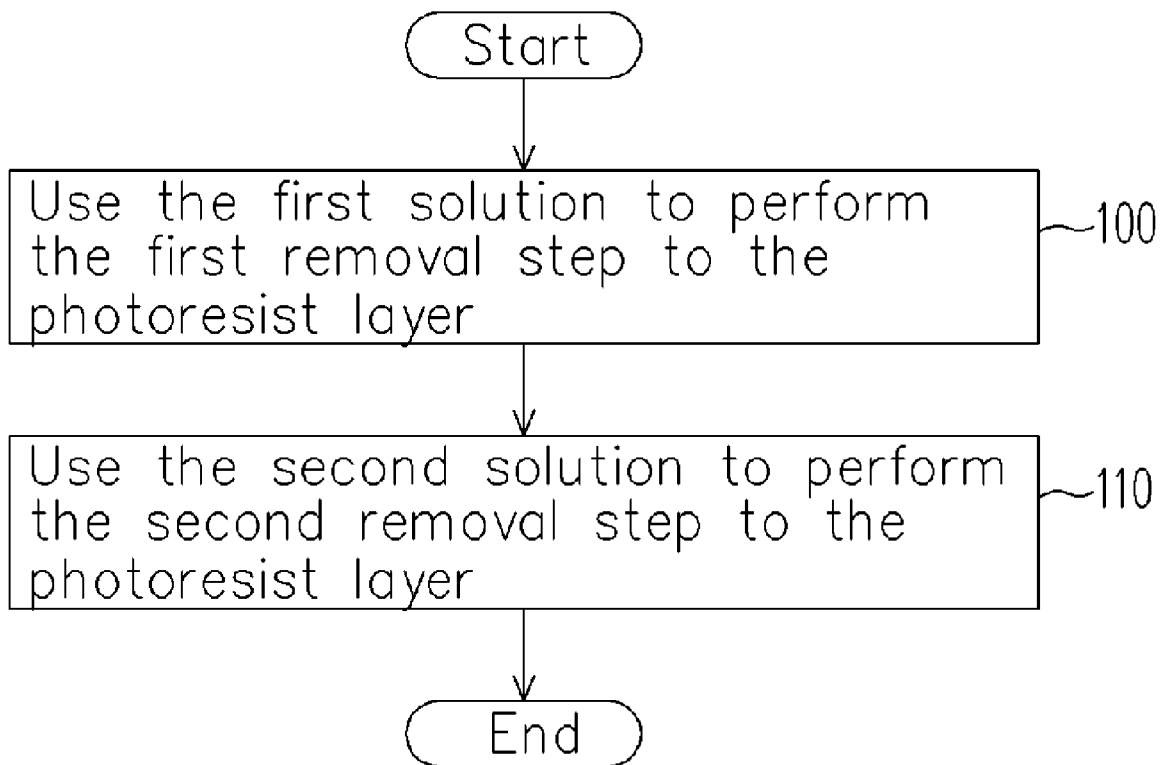 Start
Use the first solution to perform
the first removal step to the
photoresist layer
100
Use the second solution to perform
the second removal step to the
photoresist layer
110
End